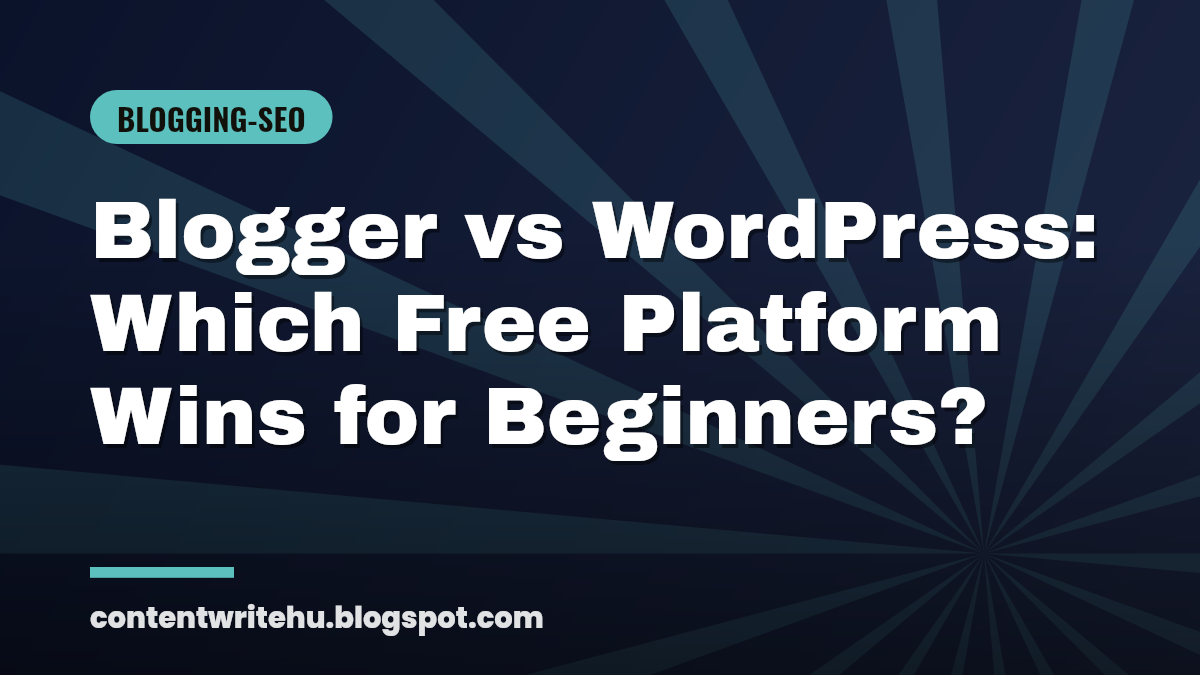 BLOGGING-SEO
Blogger vs WordPress:
Which Free Platform
Wins for Beginners?
contentwritehu.blogspot.com